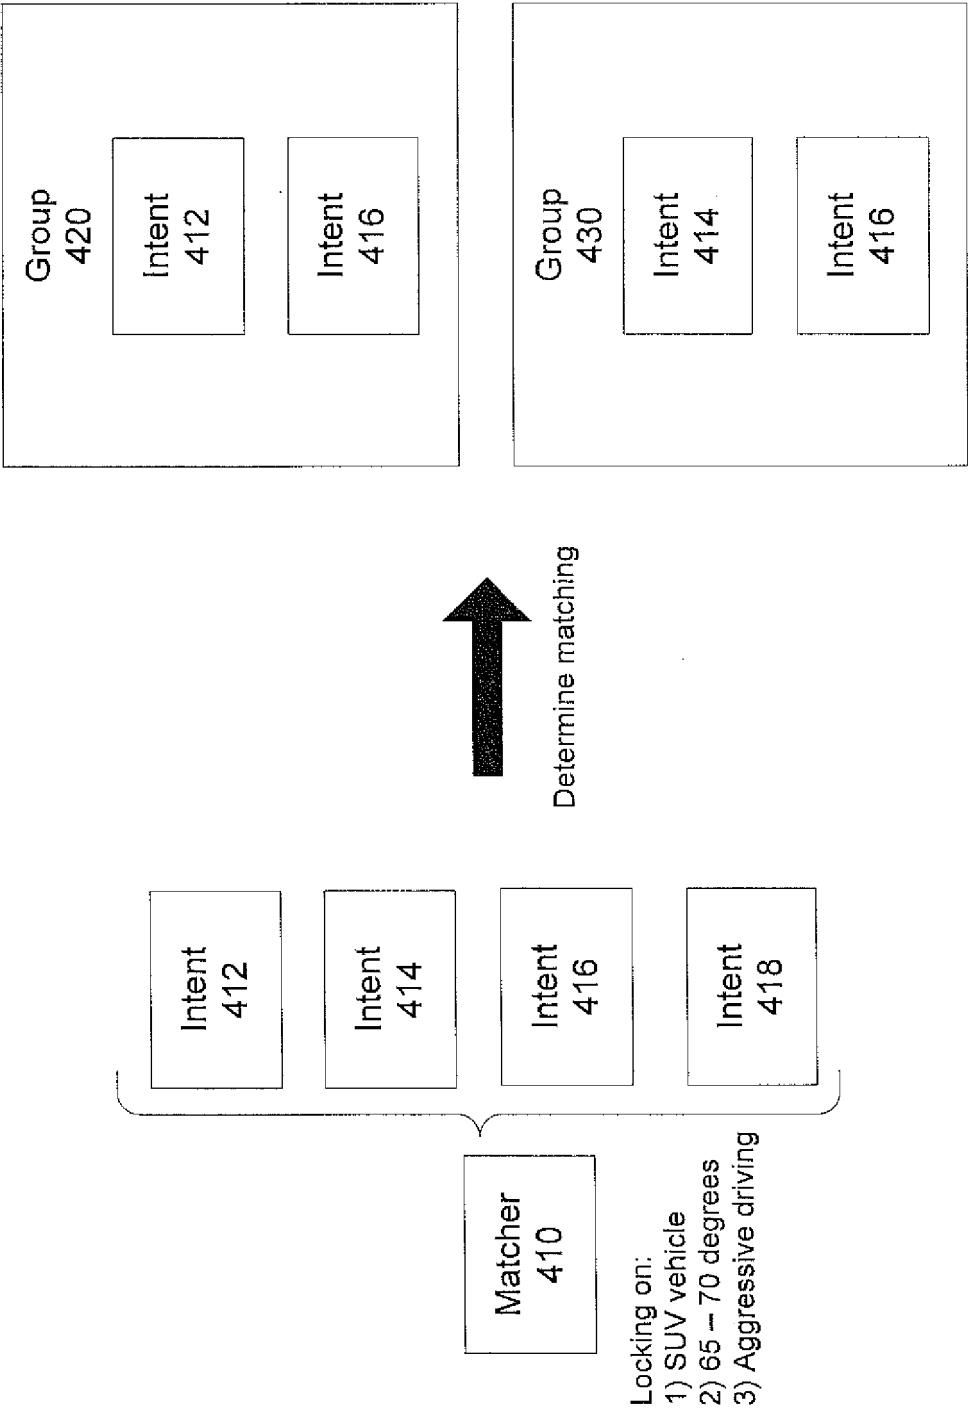 Matcher
410
Locking on:
1) SUV vehicle
2) 65 – 70 degrees
3) Aggressive driving
Intent
412
Intent
414
Intent
416
Intent
418
Determine matching
Group
420
Intent
412
Intent
416
Group
430
Intent
414
Intent
416